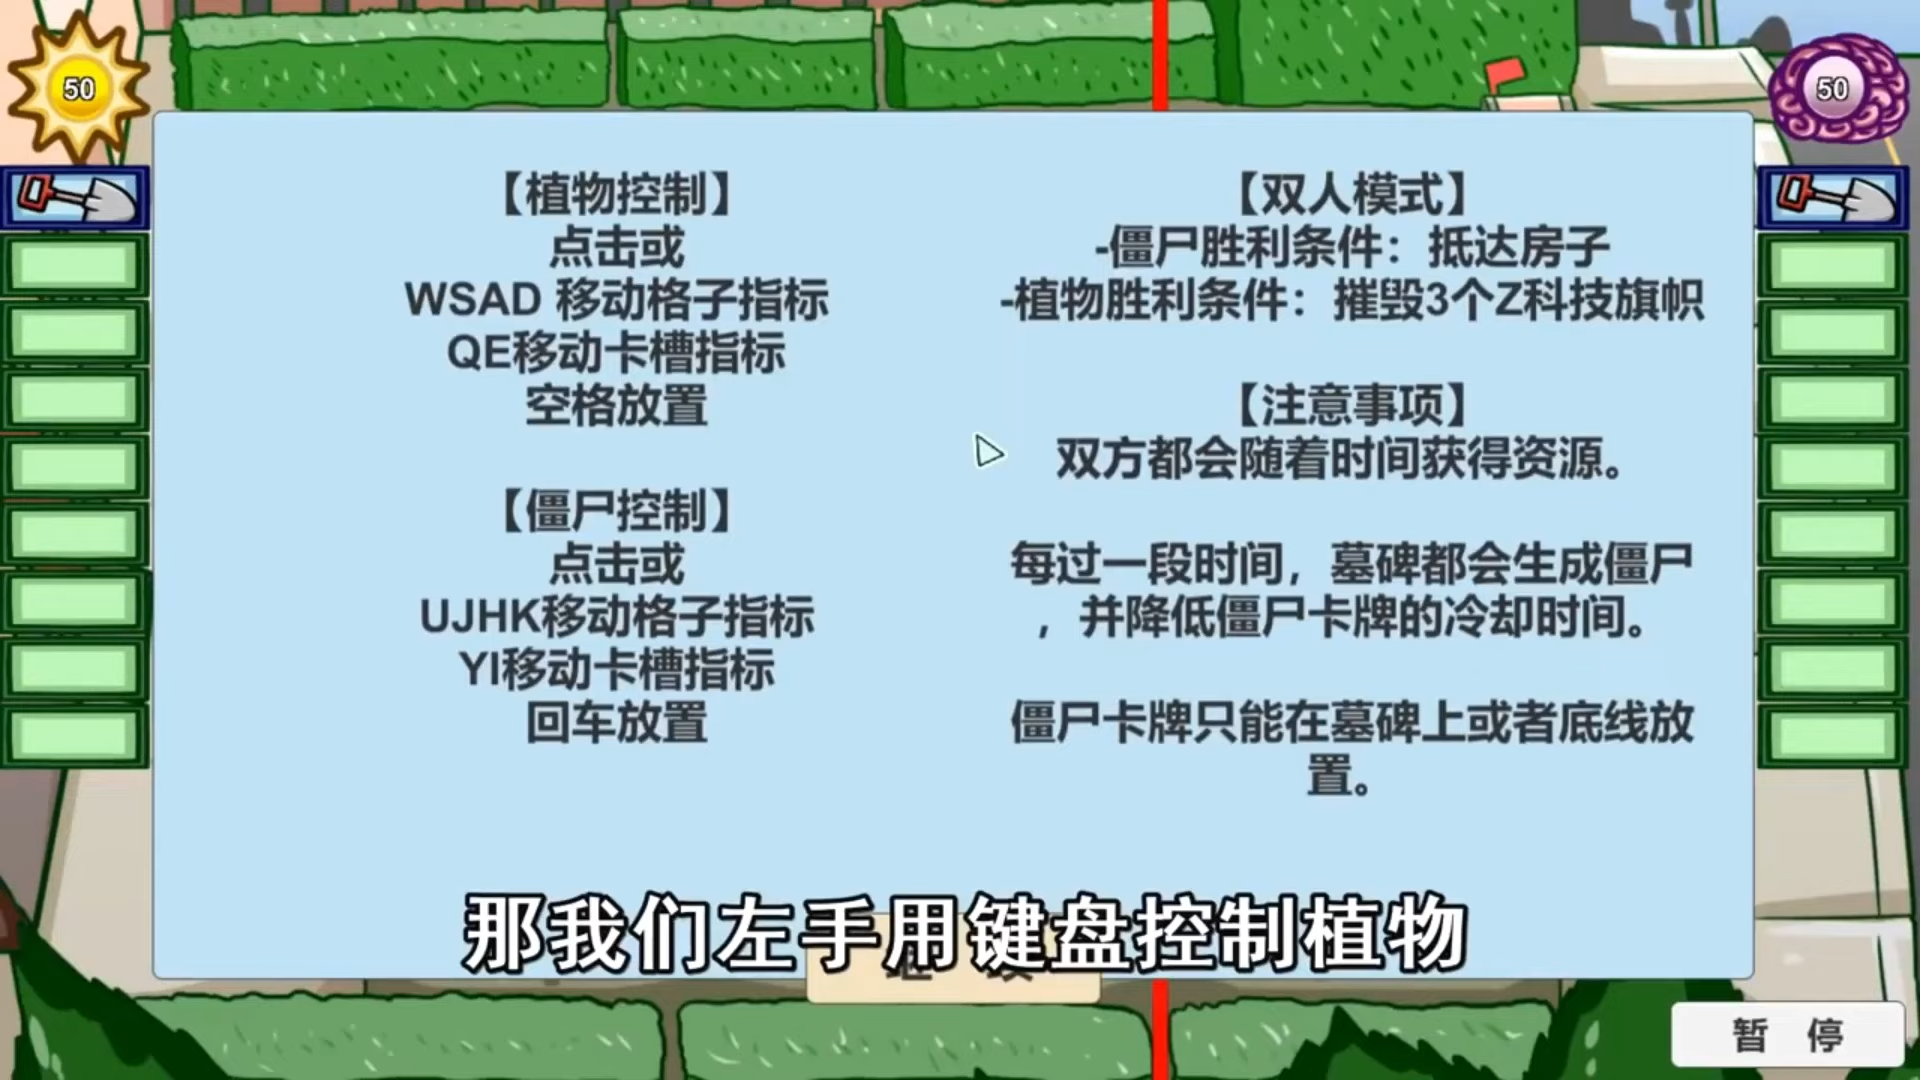 50
50
【植物控制】
点击或
WSAD 移动格子指标
QE移动卡槽指标
空格放置
【僵尸控制】
点击或
UJHK移动格子指标
YI移动卡槽指标
回车放置
【双人模式】
-僵尸胜利条件：抵达房子
-植物胜利条件：摧毁3个Z科技旗帜
【注意事项】
双方都会随着时间获得资源。
每过一段时间，墓碑都会生成僵尸
，并降低僵尸卡牌的冷却时间。
僵尸卡牌只能在墓碑上或者底线放
置。
那我们左手用键盘控制植物
暂 停